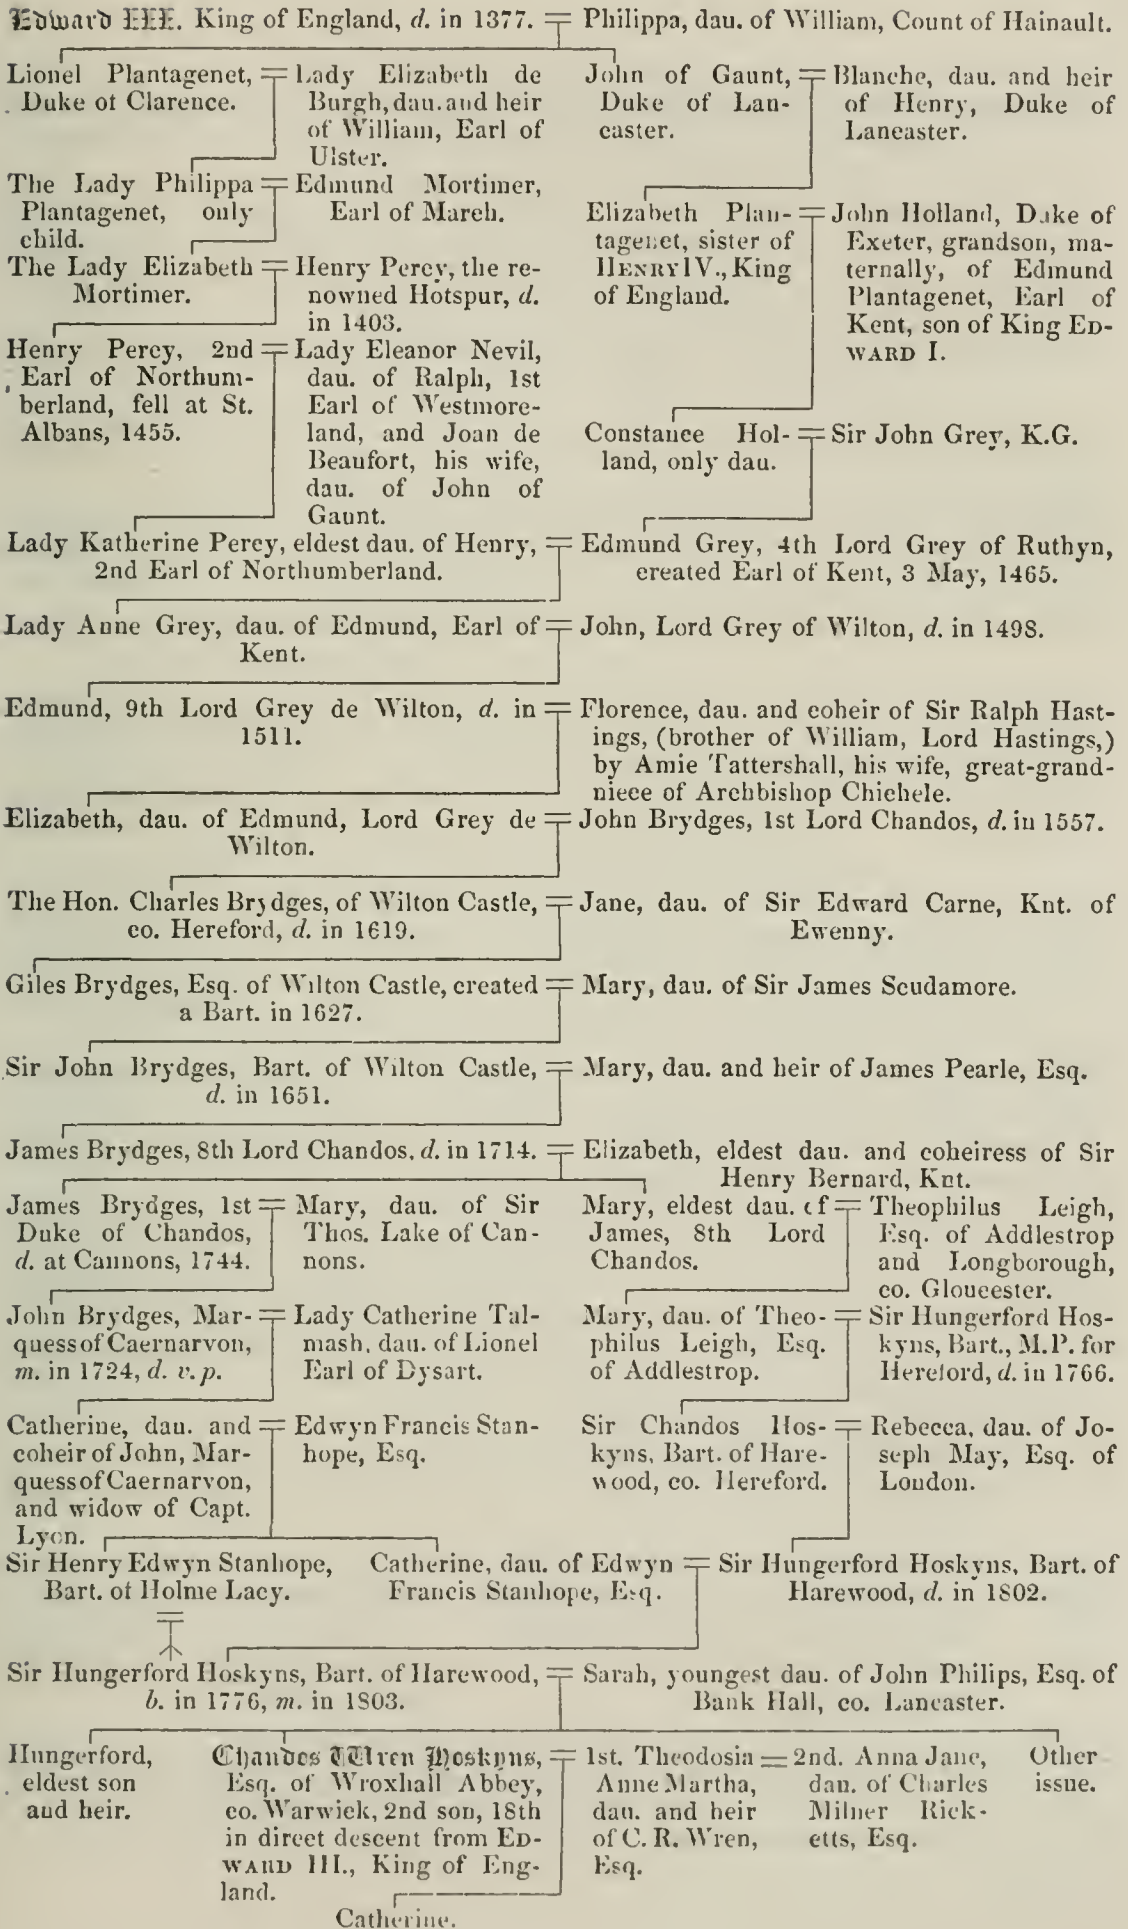 Edward III. King of England, d. in 1377. = Philippa, dau. of William, Count of Hainault.
Lionel Plantagenet,
Duke of Clarence.
= Lady Elizabeth de
Burgh, dau. and heir
of William, Earl of
Ulster.
John of Gaunt,
Duke of Lan-
caster.
= Blanche, dau. and heir
of Henry, Duke of
Lancaster.
The Lady Philippa
Plantagenet, only
child.
= Edmund Mortimer,
Earl of March.
Elizabeth Plan-
tagenet, sister of
HENRY IV., King
of England.
= John Holland, Duke of
Exeter, grandson, ma-
ternally, of Edmund
Plantagenet, Earl of
Kent, son of King ED-
WARD I.
The Lady Elizabeth
Mortimer.
= Henry Percy, the re-
nowned Hotspur, d.
in 1403.
Henry Percy, 2nd
Earl of Northum-
berland, fell at St.
Albans, 1455.
= Lady Eleanor Nevil,
dau. of Ralph, 1st
Earl of Westmore-
land, and Joan de
Beaufort, his wife,
dau. of John of
Gaunt.
Constance Hol-
land, only dau.
= Sir John Grey, K.G.
Lady Katherine Percy, eldest dau. of Henry,
2nd Earl of Northumberland.
= Edmund Grey, 4th Lord Grey of Ruthyn,
created Earl of Kent, 3 May, 1465.
Lady Anne Grey, dau. of Edmund, Earl of
Kent.
= John, Lord Grey of Wilton, d. in 1498.
Edmund, 9th Lord Grey de Wilton, d. in
1511.
= Florence, dau. and coheir of Sir Ralph Hast-
ings, (brother of William, Lord Hastings,)
by Amie Tattershall, his wife, great-grand-
niece of Archbishop Chichele.
Elizabeth, dau. of Edmund, Lord Grey de
Wilton.
= John Brydges, 1st Lord Chandos, d. in 1557.
The Hon. Charles Brydges, of Wilton Castle,
co. Hereford, d. in 1619.
= Jane, dau. of Sir Edward Carne, Knt. of
Ewenny.
Giles Brydges, Esq. of Wilton Castle, created
a Bart. in 1627.
= Mary, dau. of Sir James Scudamore.
Sir John Brydges, Bart. of Wilton Castle,
d. in 1651.
= Mary, dau. and heir of James Pearle, Esq.
James Brydges, 8th Lord Chandos, d. in 1714.
= Elizabeth, eldest dau. and coheiress of Sir
Henry Bernard, Knt.
James Brydges, 1st
Duke of Chandos,
d. at Cannons, 1744.
= Mary, dau. of Sir
Thos. Lake of Can-
nons.
Mary, eldest dau. of
James, 8th Lord
Chandos.
= Theophilus Leigh,
Esq. of Addlestrop
and Longborough,
co. Gloucester.
John Brydges, Mar-
quess of Caernarvon,
m. in 1724, d. v. p.
= Lady Catherine Tal-
mash, dau. of Lionel
Earl of Dysart.
Mary, dau. of Theo-
philus Leigh, Esq.
of Addlestrop.
= Sir Hungerford Hos-
kyns, Bart., M.P. for
Hereford, d. in 1766.
Catherine, dau. and
coheir of John, Mar-
quess of Caernarvon,
and widow of Capt.
Lyon.
= Edwyn Francis Stan-
hope, Esq.
Sir Chandos Hos-
kyns, Bart. of Hare-
wood, co. Hereford.
= Rebecca, dau. of Jo-
seph May, Esq. of
London.
Sir Henry Edwyn Stanhope,
Bart. of Holme Lacy.
Catherine, dau. of Edwyn
Francis Stanhope, Esq.
= Sir Hungerford Hoskyns, Bart. of
Harewood, d. in 1802.
Sir Hungerford Hoskyns, Bart. of Harewood,
b. in 1776, m. in 1803.
= Sarah, youngest dau. of John Philips, Esq. of
Bank Hall, co. Lancaster.
Hungerford,
eldest son
and heir.
Chandos Wren Hoskyns,
Esq. of Wroxhall Abbey,
co. Warwick, 2nd son, 18th
in direct descent from ED-
WARD III., King of Eng-
land.
= 1st. Theodosia
Anne Martha,
dau. and heir
of C. R. Wren,
Esq.
= 2nd. Anna Jane,
dau. of Charles
Milner Rick-
etts, Esq.
Other
issue.
Catherine.